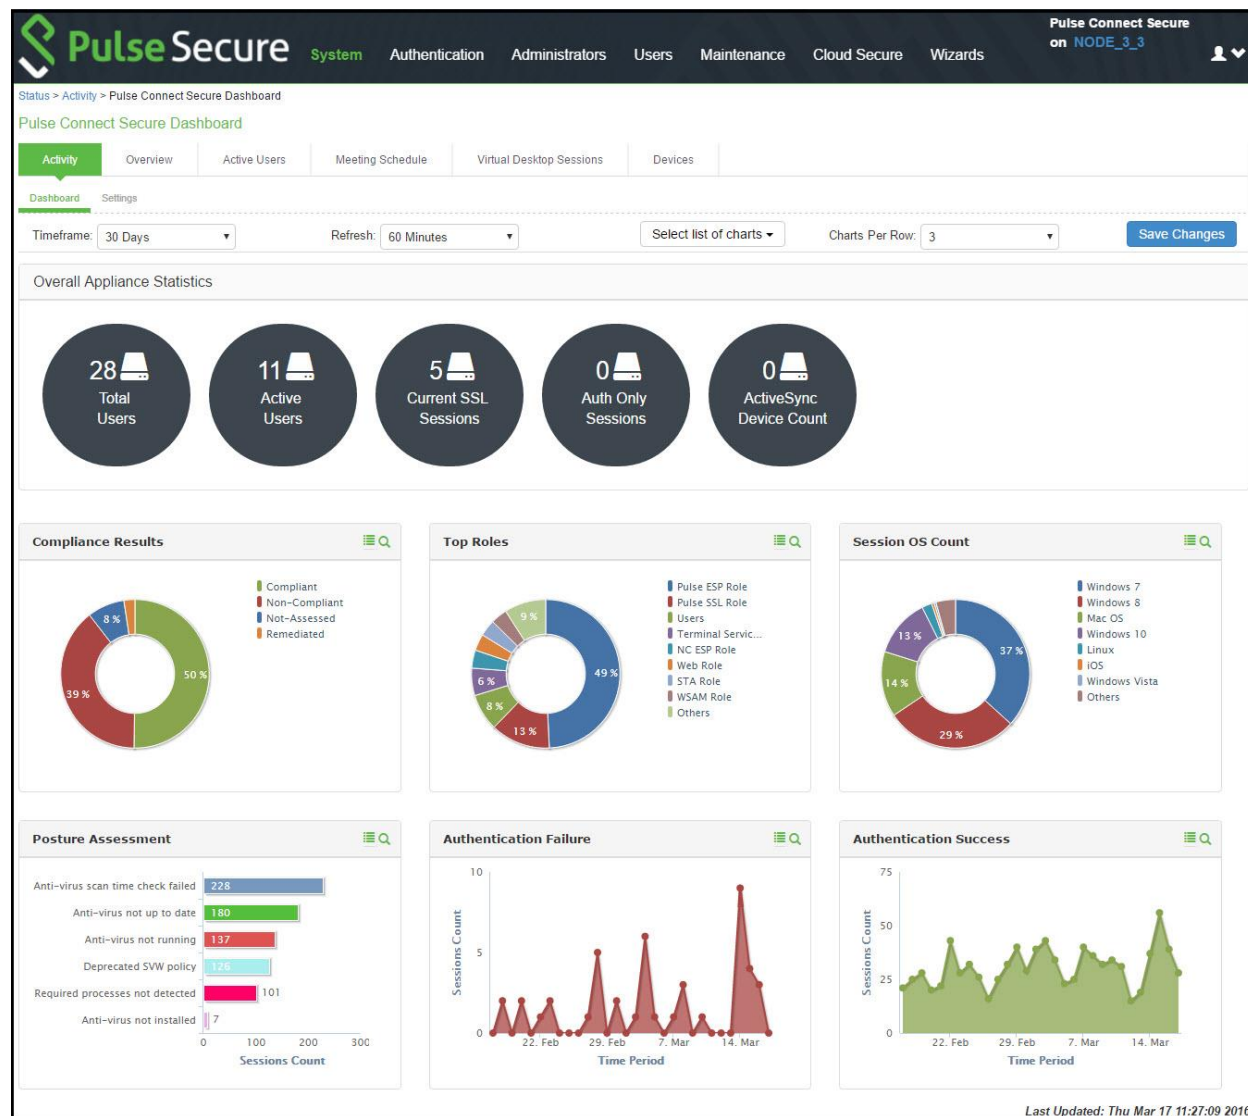 Pulse Secure System Authentication Administrators Users Maintenance Cloud Secure Wizards
Pulse Connect Secure
on NODE_3_3
Status > Activity > Pulse Connect Secure Dashboard
Pulse Connect Secure Dashboard
Activity Overview Active Users Meeting Schedule Virtual Desktop Sessions Devices
Dashboard Settings
Timeframe: 30 Days Refresh: 60 Minutes Select list of charts Charts Per Row: 3 Save Changes
Overall Appliance Statistics
28
Total
Users
11
Active
Users
5
Current SSL
Sessions
0
Auth Only
Sessions
0
ActiveSync
Device Count
Compliance Results
Compliant
Non-Compliant
Not-Assessed
Remediated
8 %
50 %
39 %
Top Roles
Pulse ESP Role
Pulse SSL Role
Users
Terminal Servic...
NC ESP Role
Web Role
STA Role
WSAM Role
Others
9 %
49 %
6 %
8 %
13 %
Session OS Count
Windows 7
Windows 8
Mac OS
Windows 10
Linux
iOS
Windows Vista
Others
13 %
37 %
14 %
29 %
Posture Assessment
Anti-virus scan time check failed 228
Anti-virus not up to date 180
Anti-virus not running 137
Deprecated SVW policy 126
Required processes not detected 101
Anti-virus not installed 7
0 100 200 300
Sessions Count
Authentication Failure
10
5
0
Sessions Count
22. Feb 29. Feb 7. Mar 14. Mar
Time Period
Authentication Success
75
50
25
0
Sessions Count
22. Feb 29. Feb 7. Mar 14. Mar
Time Period
Last Updated: Thu Mar 17 11:27:09 2016